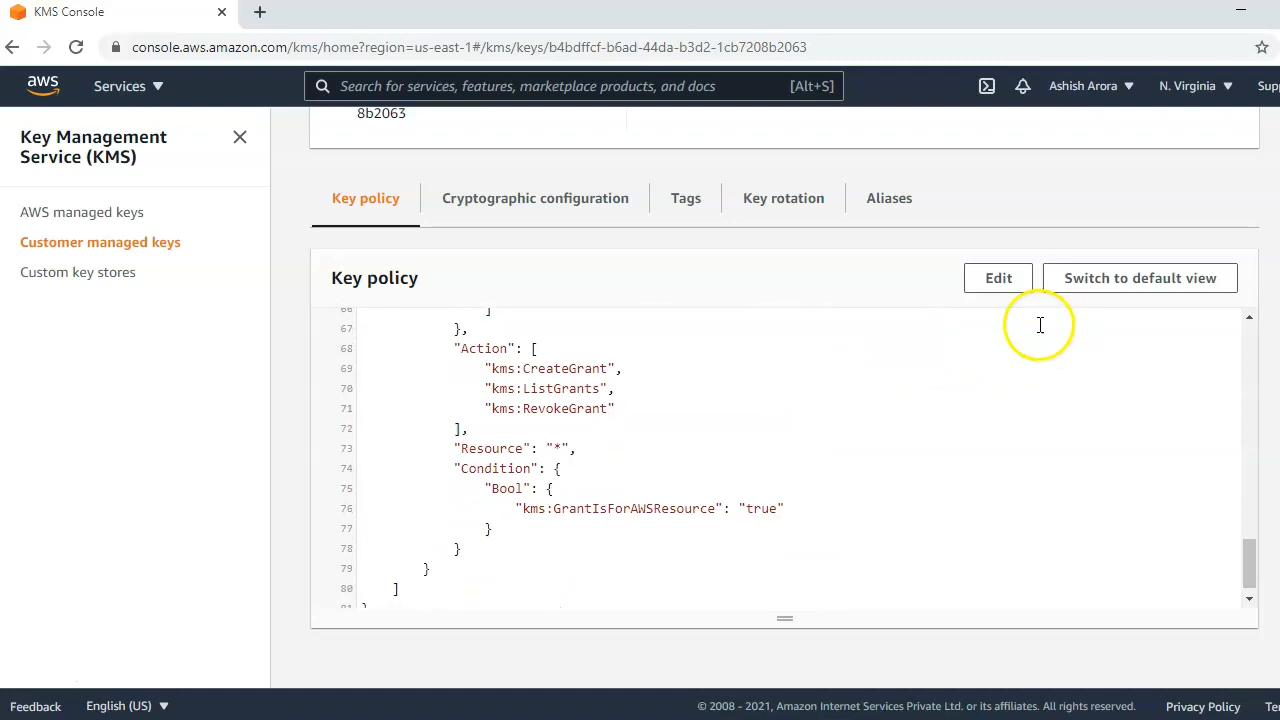 KMS Console
console.aws.amazon.com/kms/home?region=us-east-1#/kms/keys/b4bdffcf-b6ad-44da-b3d2-1cb7208b2063
aws
Services
Search for services, features, marketplace products, and docs [Alt+S]
Ashish Arora
N. Virginia
Supp
Key Management
Service (KMS)
AWS managed keys
Customer managed keys
Custom key stores
8b2063
Key policy
Cryptographic configuration
Tags
Key rotation
Aliases
Key policy
Edit
Switch to default view
66 ]
67 },
68 "Action": [
69 "kms:CreateGrant",
70 "kms:ListGrants",
71 "kms:RevokeGrant"
72 ],
73 "Resource": "*",
74 "Condition": {
75 "Bool": {
76 "kms:GrantIsForAWSResource": "true"
77 }
78 }
79 }
80 ]
81 }
Feedback
English (US)
© 2008 - 2021, Amazon Internet Services Private Ltd. or its affiliates. All rights reserved.
Privacy Policy
Te